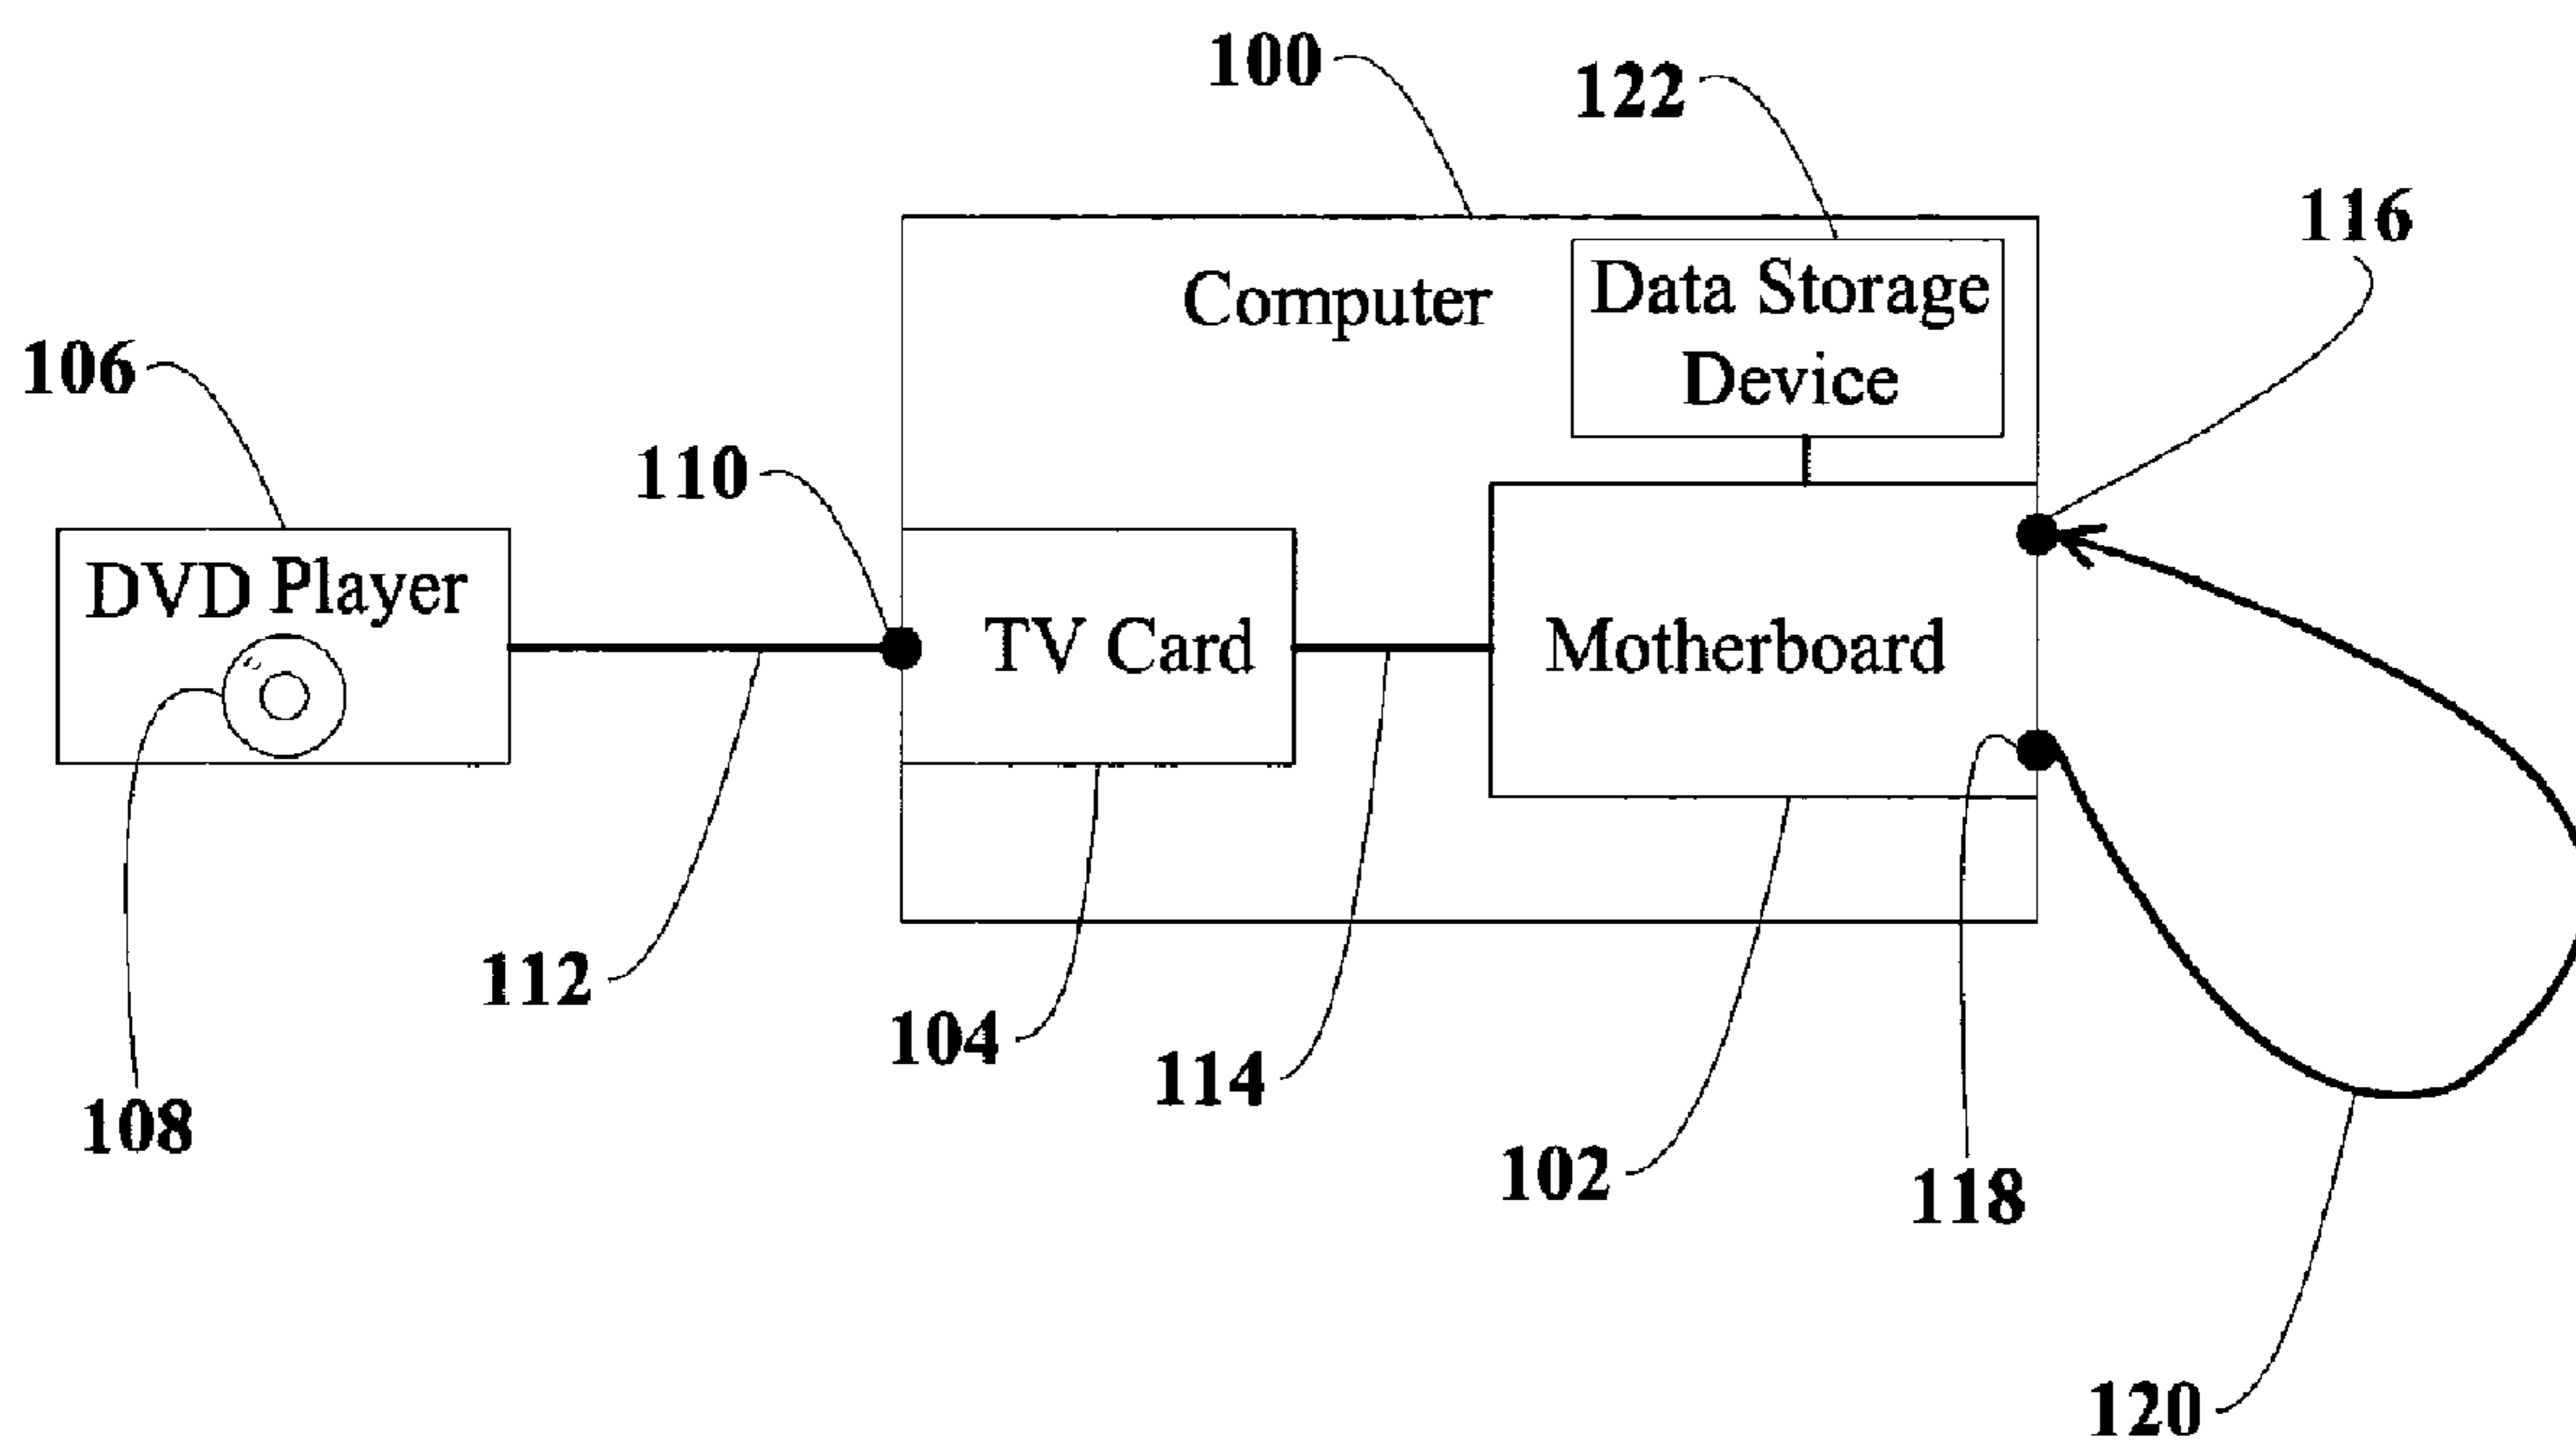 100
122
116
Computer
Data Storage
Device
106
110
DVD Player
TV Card
Motherboard
112
104
114
108
102
118
120